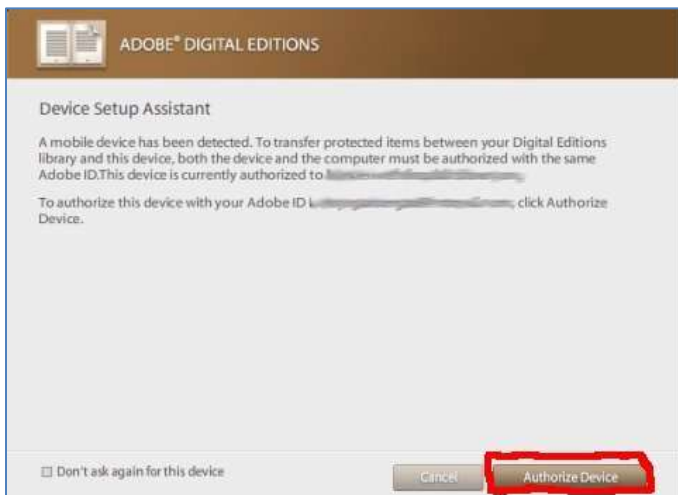 ADOBE® DIGITAL EDITIONS
Device Setup Assistant
A mobile device has been detected. To transfer protected items between your Digital Editions
library and this device, both the device and the computer must be authorized with the same
Adobe ID.This device is currently authorized to
To authorize this device with your Adobe ID , click Authorize
Device.
Don't ask again for this device
Cancel
Authorize Device